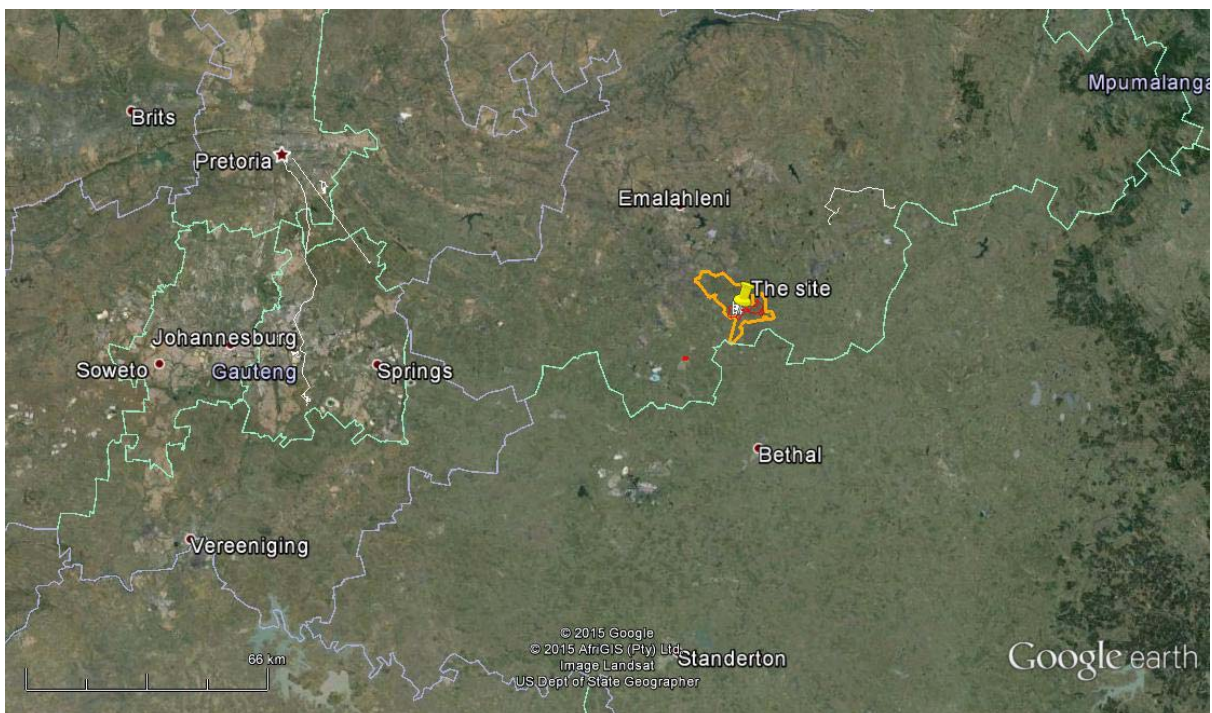 Mpumalanga
Brits
Pretoria
Emalahleni
The site
Johannesburg
Soweto
Gauteng
Springs
Bethal
Vereeniging
© 2015 Google
© 2015 AfriGIS (Pty) Ltd.
Image Landsat
US Dept of State Geographer
66 km
Standerton
Google earth